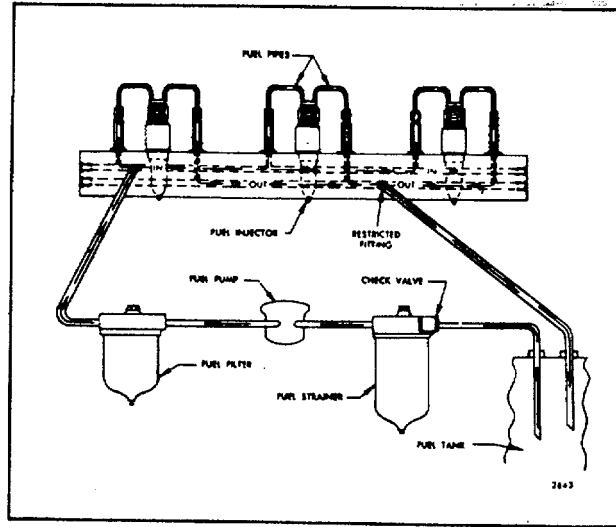 FUEL PIPES
IN
IN
OUT
OUT
FUEL INJECTOR
RESTRICTED
FITTING
FUEL PUMP
CHECK VALVE
FUEL FILTER
FUEL STRAINER
FUEL TANK
2643